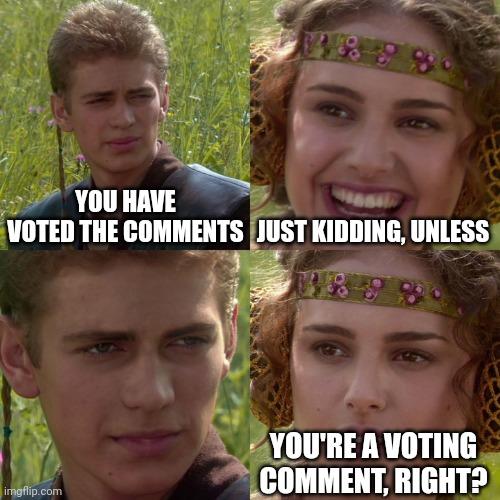 YOU HAVE
VOTED THE COMMENTS
JUST KIDDING, UNLESS
YOU'RE A VOTING
COMMENT, RIGHT?
imgflip.com